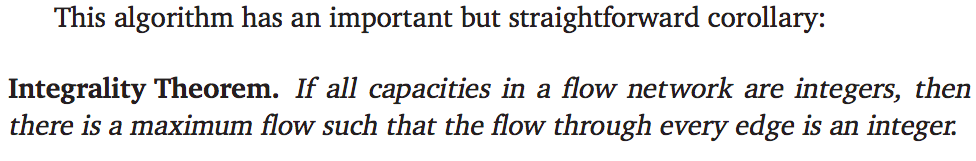 This algorithm has an important but straightforward corollary:
Integrality Theorem. If all capacities in a flow network are integers, then
there is a maximum flow such that the flow through every edge is an integer.